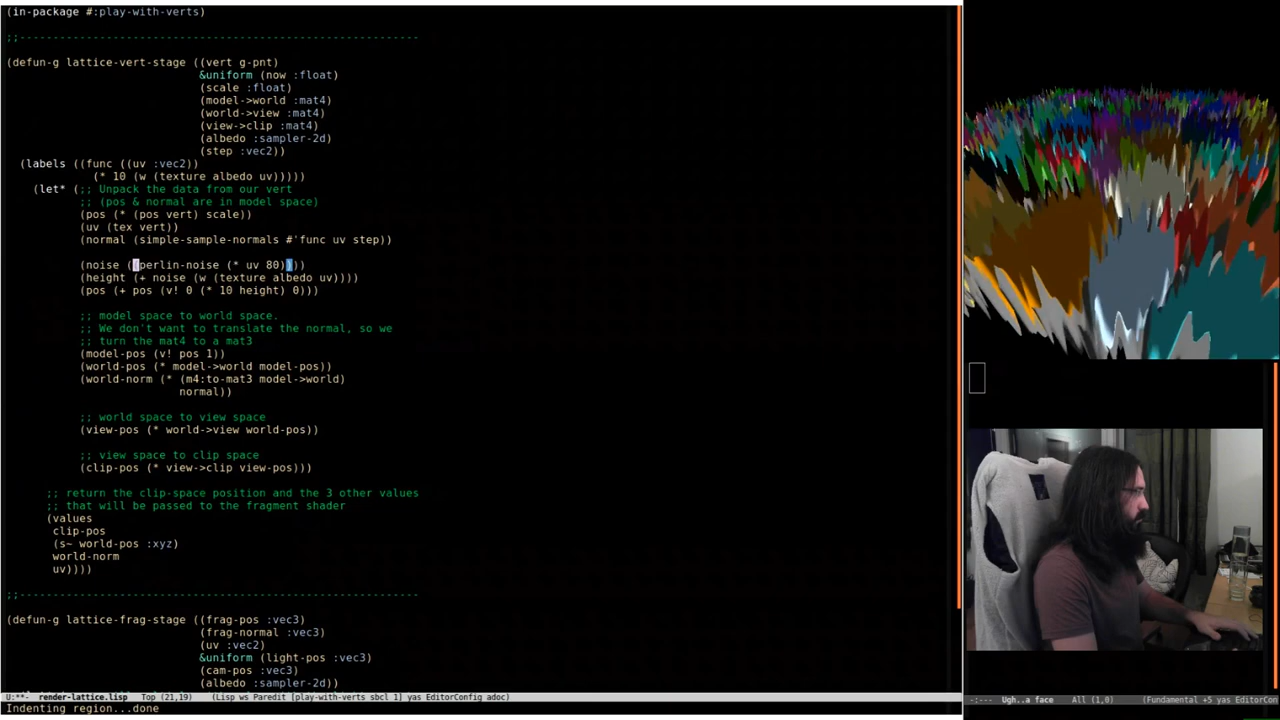 (in-package #:play-with-verts)
;;---------------------------------------------------------------
(defun-g lattice-vert-stage ((vert g-pnt)
&uniform (now :float)
(scale :float)
(model->world :mat4)
(world->view :mat4)
(view->clip :mat4)
(albedo :sampler-2d)
(step :vec2))
(labels ((func ((uv :vec2))
(* 10 (w (texture albedo uv)))))
(let* (;; Unpack the data from our vert
;; (pos & normal are in model space)
(pos (* (pos vert) scale))
(uv (tex vert))
(normal (simple-sample-normals #'func uv step))
(noise ((perlin-noise (* uv 80))))
(height (+ noise (w (texture albedo uv))))
(pos (+ pos (v! 0 (* 10 height) 0)))
;; model space to world space.
;; We don't want to translate the normal, so we
;; turn the mat4 to a mat3
(model-pos (v! pos 1))
(world-pos (* model->world model-pos))
(world-norm (* (m4:to-mat3 model->world)
normal))
;; world space to view space
(view-pos (* world->view world-pos))
;; view space to clip space
(clip-pos (* view->clip view-pos)))
;; return the clip-space position and the 3 other values
;; that will be passed to the fragment shader
(values
clip-pos
(s~ world-pos :xyz)
world-norm
uv))))
;;---------------------------------------------------------------
(defun-g lattice-frag-stage ((frag-pos :vec3)
(frag-normal :vec3)
(uv :vec2)
&uniform (light-pos :vec3)
(cam-pos :vec3)
(albedo :sampler-2d))
U:**- render-lattice.lisp Top (21,19) (Lisp ws Paredit [play-with-verts sbcl 1] yas EditorConfig adoc)
Indenting region...done
-:--- Ugh..a face All (1,0) (Fundamental +5 yas EditorCon